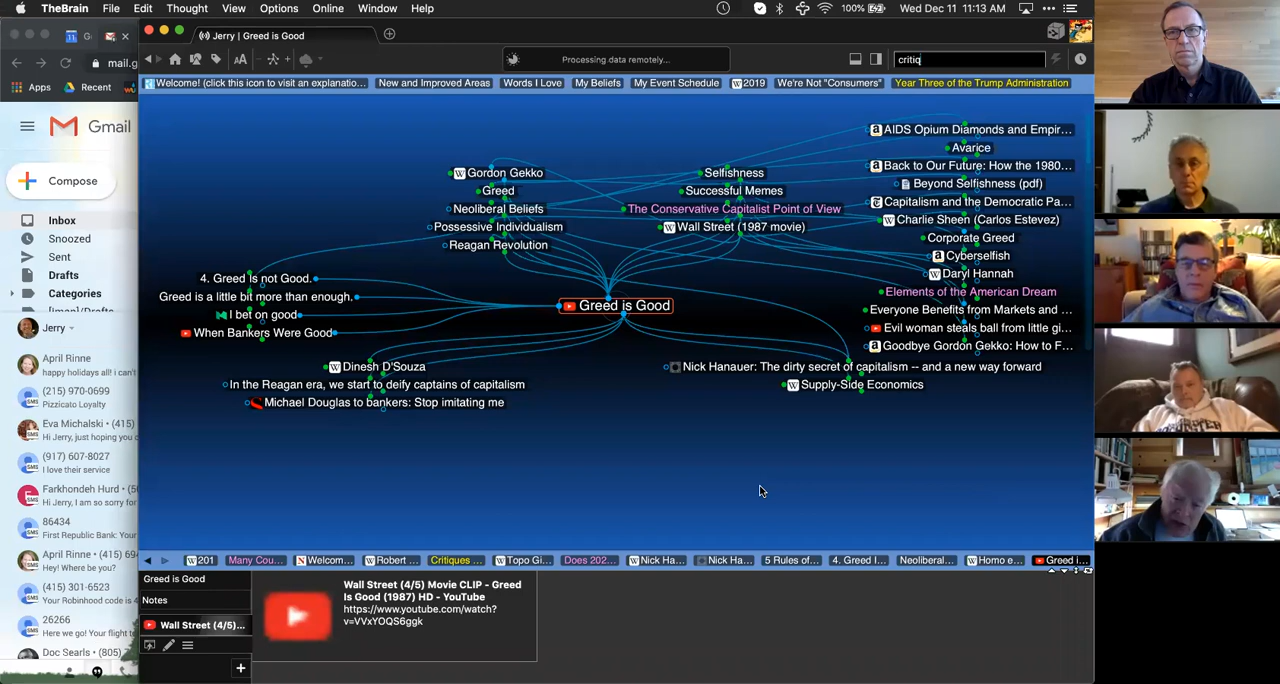 TheBrain File Edit Thought View Options Online Window Help
100% Wed Dec 11 11:13 AM
Jerry | Greed is Good
Processing data remotely...
critiq
AA
mail.g
Apps Recent
Welcome! (click this icon to visit an explanatio...
New and Improved Areas
Words I Love
My Beliefs
My Event Schedule
2019
We're Not "Consumers"
Year Three of the Trump Administration
Gmail
Compose
Inbox
Snoozed
Sent
Drafts
Categories
[Imap]/Drafts
Jerry
April Rinne
happy holidays all! i c
(215) 970-0699
Pizzicato Loyalty
Eva Michalski • (415)
Hi Jerry, just hoping yo
(917) 607-8027
I love their service
Farkhondeh Hurd • (5
Hi Jerry, I am so sorry for
86434
First Republic Bank: Your
April Rinne • (415) 694
Hey! Where be you?
(415) 301-6523
Your Robinhood code is 4
26266
Here we go! Your flight t
Doc Searls • (805)
Gordon Gekko
Greed
Neoliberal Beliefs
Possessive Individualism
Reagan Revolution
Selfishness
Successful Memes
The Conservative Capitalist Point of View
Wall Street (1987 movie)
AIDS Opium Diamonds and Empir...
Avarice
Back to Our Future: How the 1980...
Beyond Selfishness (pdf)
Capitalism and the Democratic Pa...
Charlie Sheen (Carlos Estevez)
Corporate Greed
Cyberselfish
Daryl Hannah
Elements of the American Dream
Everyone Benefits from Markets and ...
Evil woman steals ball from little gi...
Goodbye Gordon Gekko: How to F...
4. Greed is not Good.
Greed is a little bit more than enough.
I bet on good
When Bankers Were Good
Greed is Good
Dinesh D'Souza
In the Reagan era, we start to deify captains of capitalism
Michael Douglas to bankers: Stop imitating me
Nick Hanauer: The dirty secret of capitalism -- and a new way forward
Supply-Side Economics
201
Many Cou...
Welcom...
Robert ...
Critiques ...
Topo Gi...
Does 202...
Nick Ha...
Nick Ha...
5 Rules of...
4. Greed I...
Neoliberal...
Homo e...
Greed i...
Greed is Good
Notes
Wall Street (4/5)...
Wall Street (4/5) Movie CLIP - Greed
Is Good (1987) HD - YouTube
https://www.youtube.com/watch?
v=VVxYOQS6ggk